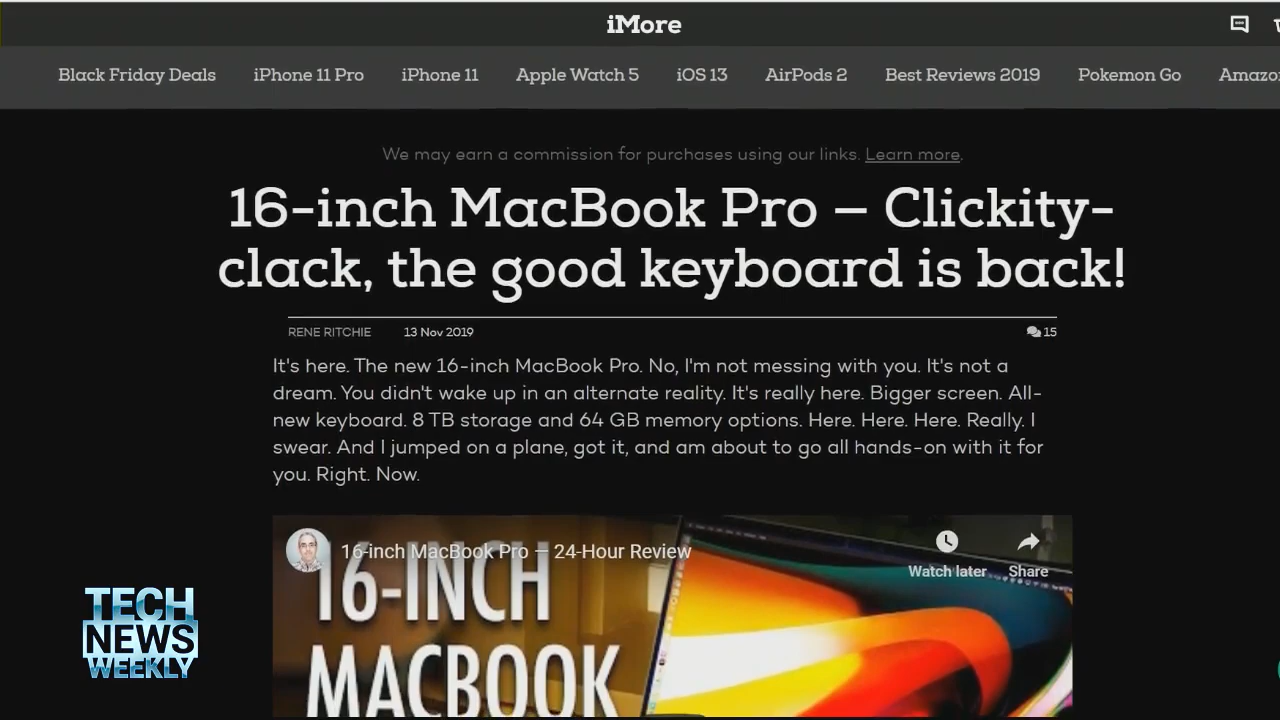 iMore
Black Friday Deals iPhone 11 Pro iPhone 11 Apple Watch 5 iOS 13 AirPods 2 Best Reviews 2019 Pokemon Go Amazo
We may earn a commission for purchases using our links. Learn more.
16-inch MacBook Pro — Clickity-
clack, the good keyboard is back!
RENE RITCHIE 13 Nov 2019 15
It's here. The new 16-inch MacBook Pro. No, I'm not messing with you. It's not a
dream. You didn't wake up in an alternate reality. It's really here. Bigger screen. All-
new keyboard. 8 TB storage and 64 GB memory options. Here. Here. Here. Really. I
swear. And I jumped on a plane, got it, and am about to go all hands-on with it for
you. Right. Now.
16-inch MacBook Pro — 24-Hour Review
Watch later Share
16-INCH
MACBOOK
TECH
NEWS
WEEKLY